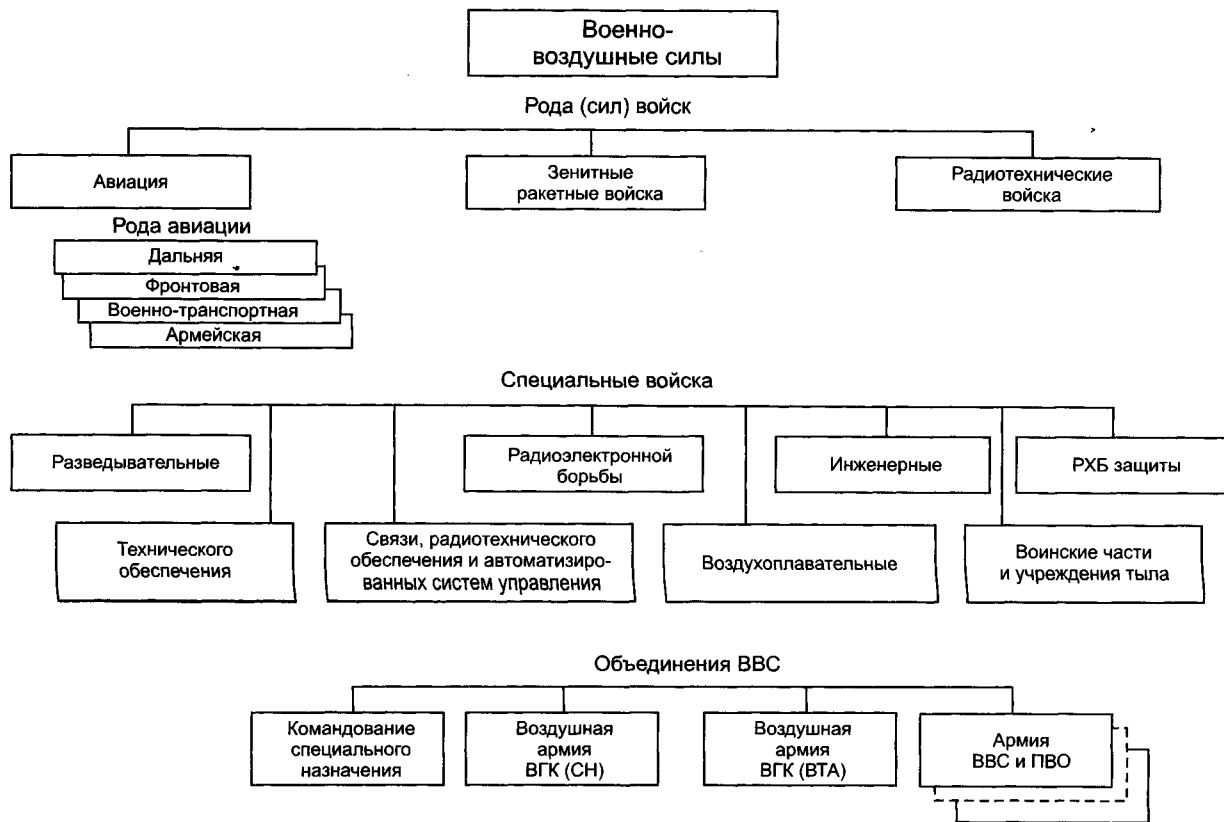 Военно-
воздушные силы
Рода (сил) войск
Авиация
Зенитные
ракетные войска
Радиотехнические
войска
Рода авиации
Дальняя
Фронтовая
Военно-транспортная
Армейская
Специальные войска
Разведывательные
Радиоэлектронной
борьбы
Инженерные
РХБ защиты
Технического
обеспечения
Связи, радиотехнического
обеспечения и автоматизиро-
ванных систем управления
Воздухоплавательные
Воинские части
и учреждения тыла
Объединения ВВС
Командование
специального
назначения
Воздушная
армия
ВГК (СН)
Воздушная
армия
ВГК (ВТА)
Армия
ВВС и ПВО